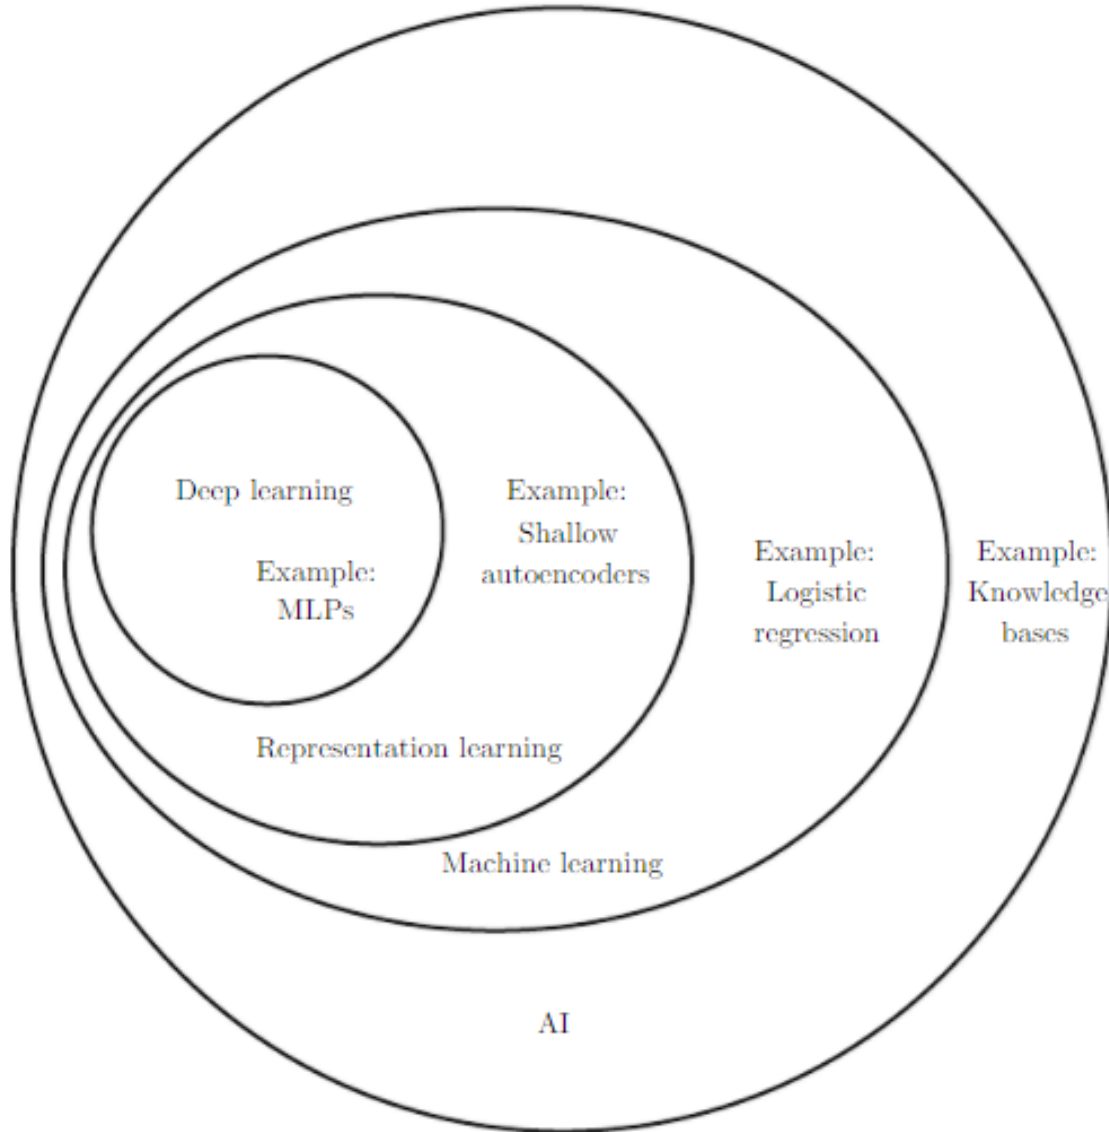 Deep learning
Example:
MLPs
Example:
Shallow
autoencoders
Example:
Logistic
regression
Example:
Knowledge
bases
Representation learning
Machine learning
AI